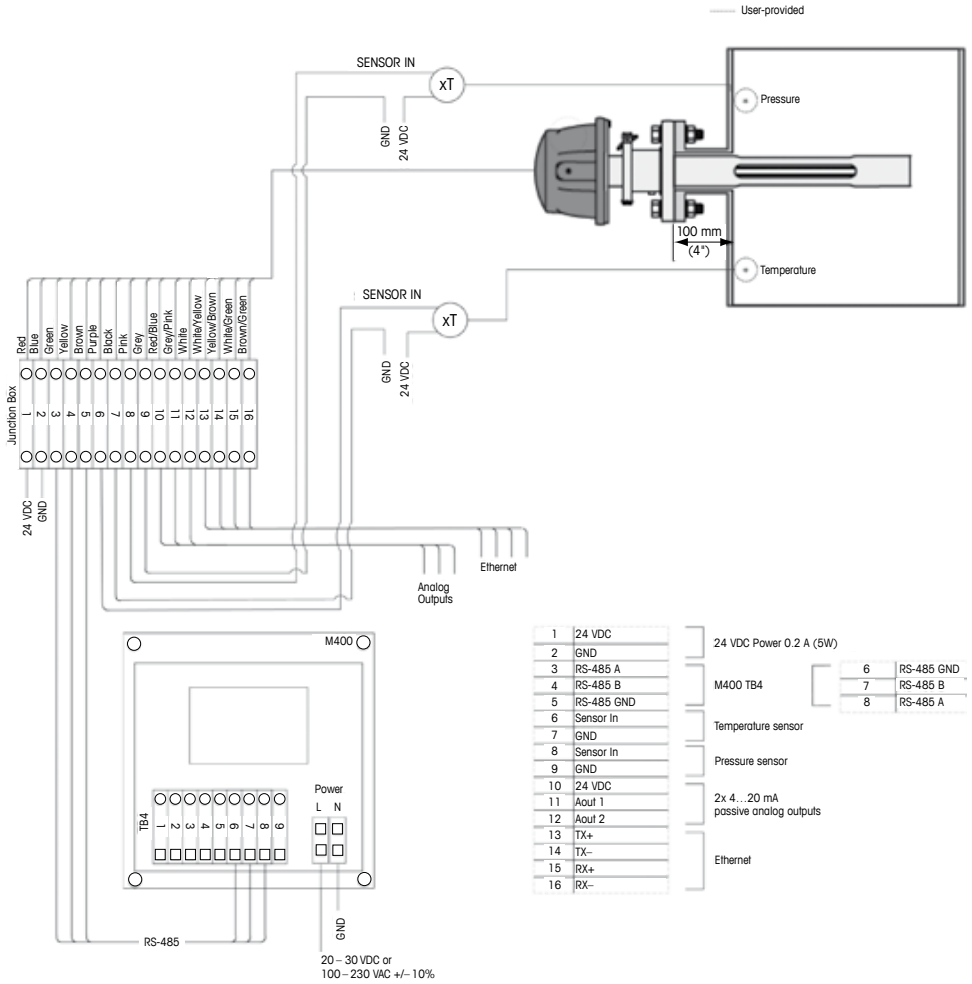 User-provided
SENSOR IN
xT
Pressure
GND
24 VDC
100 mm
(4")
Temperature
SENSOR IN
xT
GND
24 VDC
Red
Blue
Green
Yellow
Brown
Purple
Black
Pink
Grey
Red/Blue
Grey/Pink
White
White/Yellow
Yellow/Brown
White/Green
Brown/Green
Junction Box
1 2 3 4 5 6 7 8 9 10 11 12 13 14 15 16
24 VDC
GND
Ethernet
Analog
Outputs
M400
Power
L N
TB4
1 2 3 4 5 6 7 8 9
GND
RS-485
20 – 30 VDC or
100 – 230 VAC +/– 10%
1 24 VDC
2 GND
24 VDC Power 0.2 A (5W)
3 RS-485 A
4 RS-485 B
5 RS-485 GND
M400 TB4
6 RS-485 GND
7 RS-485 B
8 RS-485 A
6 Sensor In
7 GND
Temperature sensor
8 Sensor In
9 GND
Pressure sensor
10 24 VDC
11 Aout 1
12 Aout 2
2x 4…20 mA
passive analog outputs
13 TX+
14 TX–
15 RX+
16 RX–
Ethernet